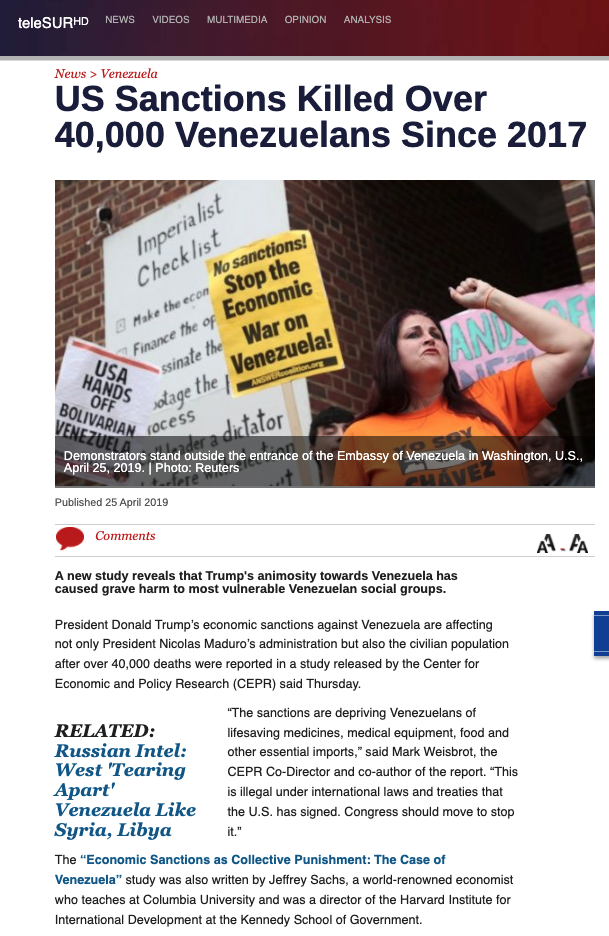 teleSURHD NEWS VIDEOS MULTIMEDIA OPINION ANALYSIS
News > Venezuela
US Sanctions Killed Over
40,000 Venezuelans Since 2017
Imperialist
Checklist
Make the econ
Finance the op
ssinate the
botage the
rocess
a dictator
No sanctions!
Stop the
Economic
War on
Venezuela!
ANSWERcoalition.org
USA
HANDS
OFF
BOLIVARIAN
VENEZUELA
ANDS OFF
YO SOY
CHAVEZ
Demonstrators stand outside the entrance of the Embassy of Venezuela in Washington, U.S.,
April 25, 2019. | Photo: Reuters
Published 25 April 2019
Comments
A new study reveals that Trump's animosity towards Venezuela has
caused grave harm to most vulnerable Venezuelan social groups.
President Donald Trump’s economic sanctions against Venezuela are affecting
not only President Nicolas Maduro’s administration but also the civilian population
after over 40,000 deaths were reported in a study released by the Center for
Economic and Policy Research (CEPR) said Thursday.
RELATED:
Russian Intel:
West 'Tearing
Apart'
Venezuela Like
Syria, Libya
“The sanctions are depriving Venezuelans of
lifesaving medicines, medical equipment, food and
other essential imports,” said Mark Weisbrot, the
CEPR Co-Director and co-author of the report. “This
is illegal under international laws and treaties that
the U.S. has signed. Congress should move to stop
it.”
The “Economic Sanctions as Collective Punishment: The Case of
Venezuela” study was also written by Jeffrey Sachs, a world-renowned economist
who teaches at Columbia University and was a director of the Harvard Institute for
International Development at the Kennedy School of Government.